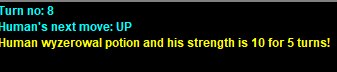 Turn no: 8
Human's next move: UP
Human wyzerowal potion and his strength is 10 for 5 turns!